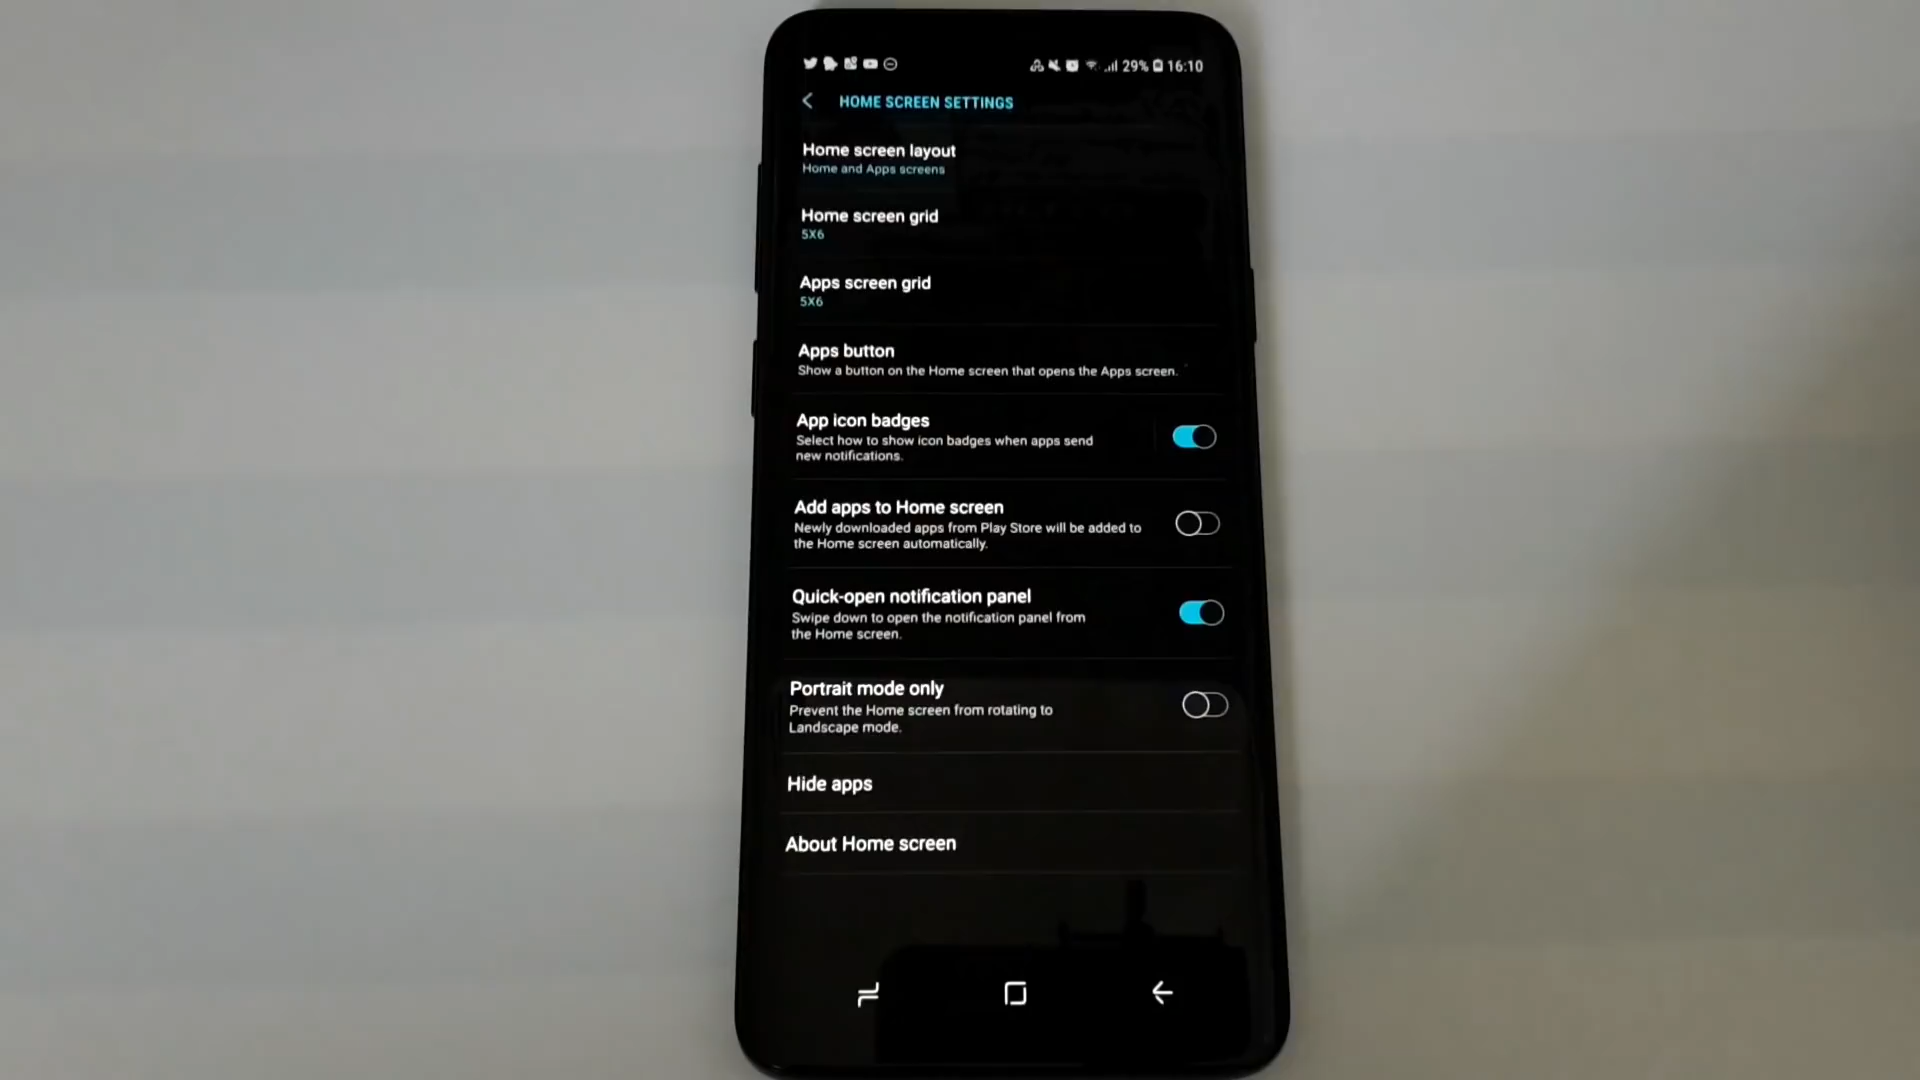 29% 16:10
HOME SCREEN SETTINGS
Home screen layout
Home and Apps screens
Home screen grid
5X6
Apps screen grid
5X6
Apps button
Show a button on the Home screen that opens the Apps screen.
App icon badges
Select how to show icon badges when apps send
new notifications.
Add apps to Home screen
Newly downloaded apps from Play Store will be added to
the Home screen automatically.
Quick-open notification panel
Swipe down to open the notification panel from
the Home screen.
Portrait mode only
Prevent the Home screen from rotating to
Landscape mode.
Hide apps
About Home screen